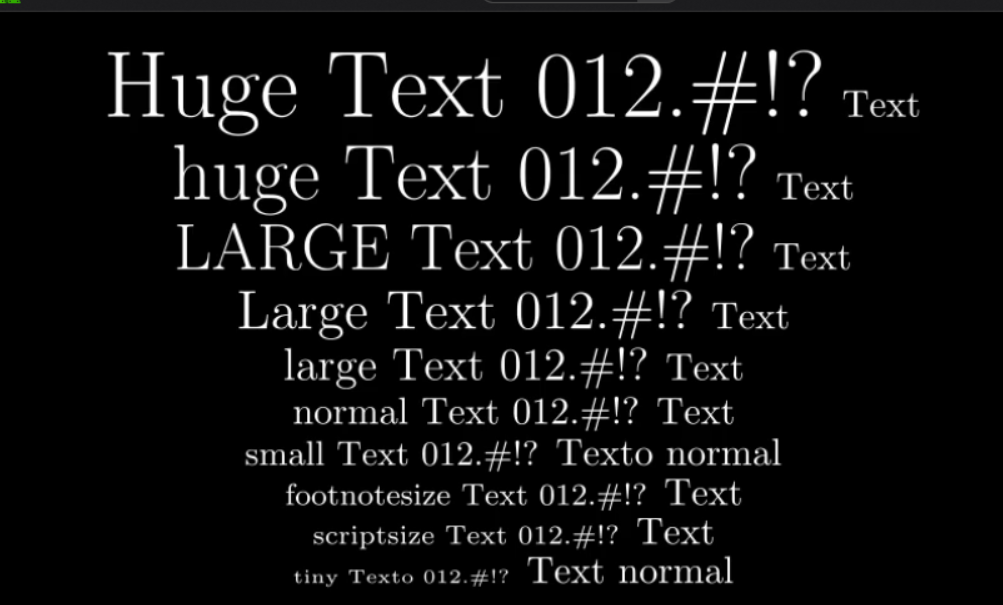 Huge Text 012.#!? Text
huge Text 012.#!? Text
LARGE Text 012.#!? Text
Large Text 012.#!? Text
large Text 012.#!? Text
normal Text 012.#!? Text
small Text 012.#!? Texto normal
footnotesize Text 012.#!? Text
scriptsize Text 012.#!? Text
tiny Texto 012.#!? Text normal